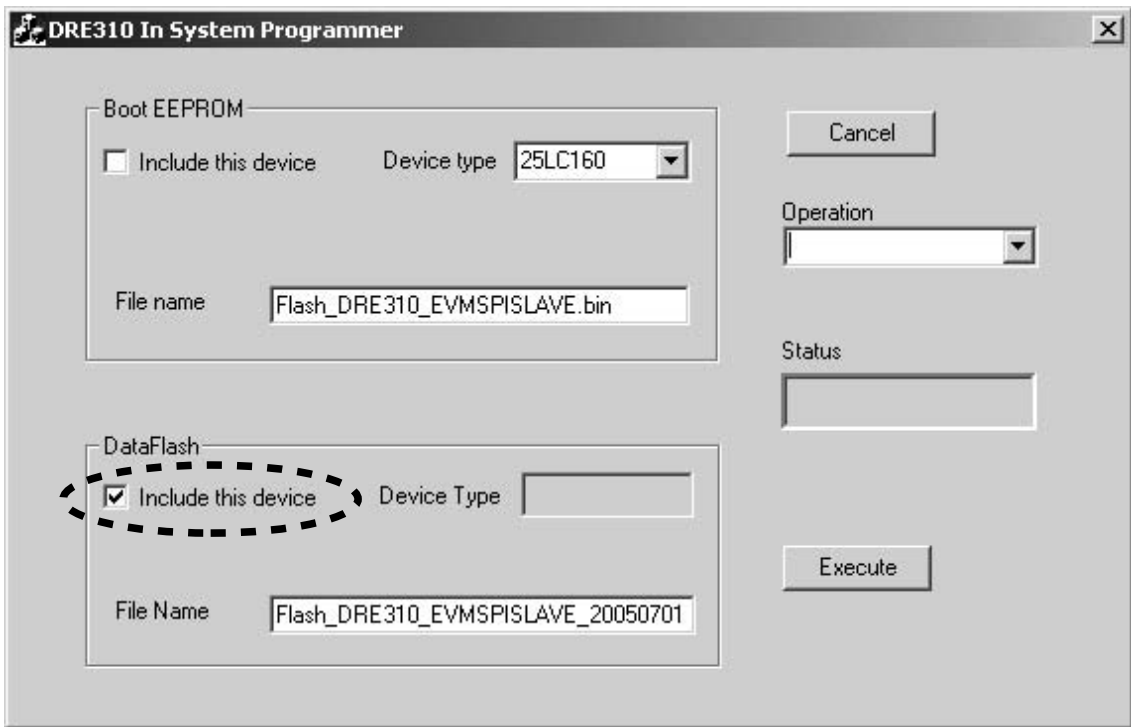 DRE310 In System Programmer
Boot EEPROM
Include this device
Device type
25LC160
File name
Flash_DRE310_EVMSPISLAVE.bin
DataFlash
Include this device
Device Type
File Name
Flash_DRE310_EVMSPISLAVE_20050701
Cancel
Operation
Status
Execute